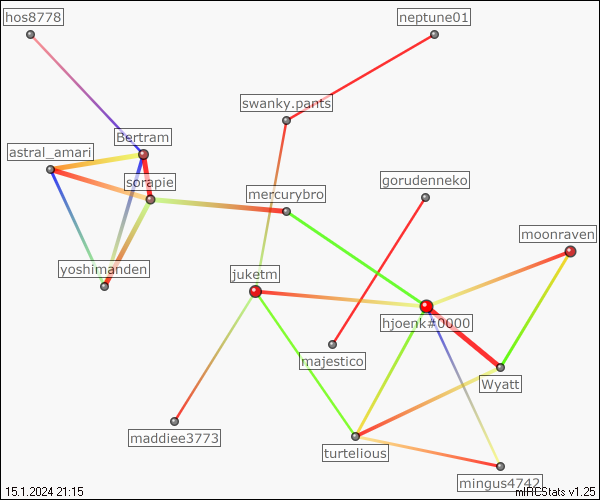 hos8778
neptune01
swanky.pants
Bertram
astral_amari
sorapie
gorudenneko
mercurybro
moonraven
yoshimanden
juketm
hjoenk#0000
majestico
Wyatt
maddiee3773
turtelious
mingus4742
15.1.2024 21:15
mIRCStats v1.25